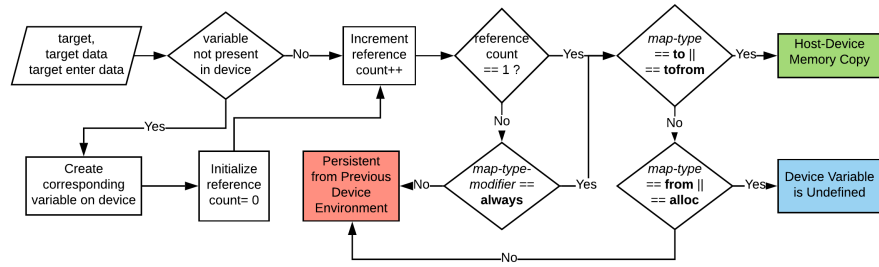 target,
target data
target enter data
variable
not present
in device
No
Increment
reference
count++
reference
count
== 1 ?
Yes
map-type
== to ||
== tofrom
Yes
Host-Device
Memory Copy
Yes
No
No
Create
corresponding
variable on device
Initialize
reference
count= 0
Persistent
from Previous
Device
Environment
No
map-type-
modifier ==
always
Yes
map-type
== from ||
== alloc
Yes
Device Variable
is Undefined
No